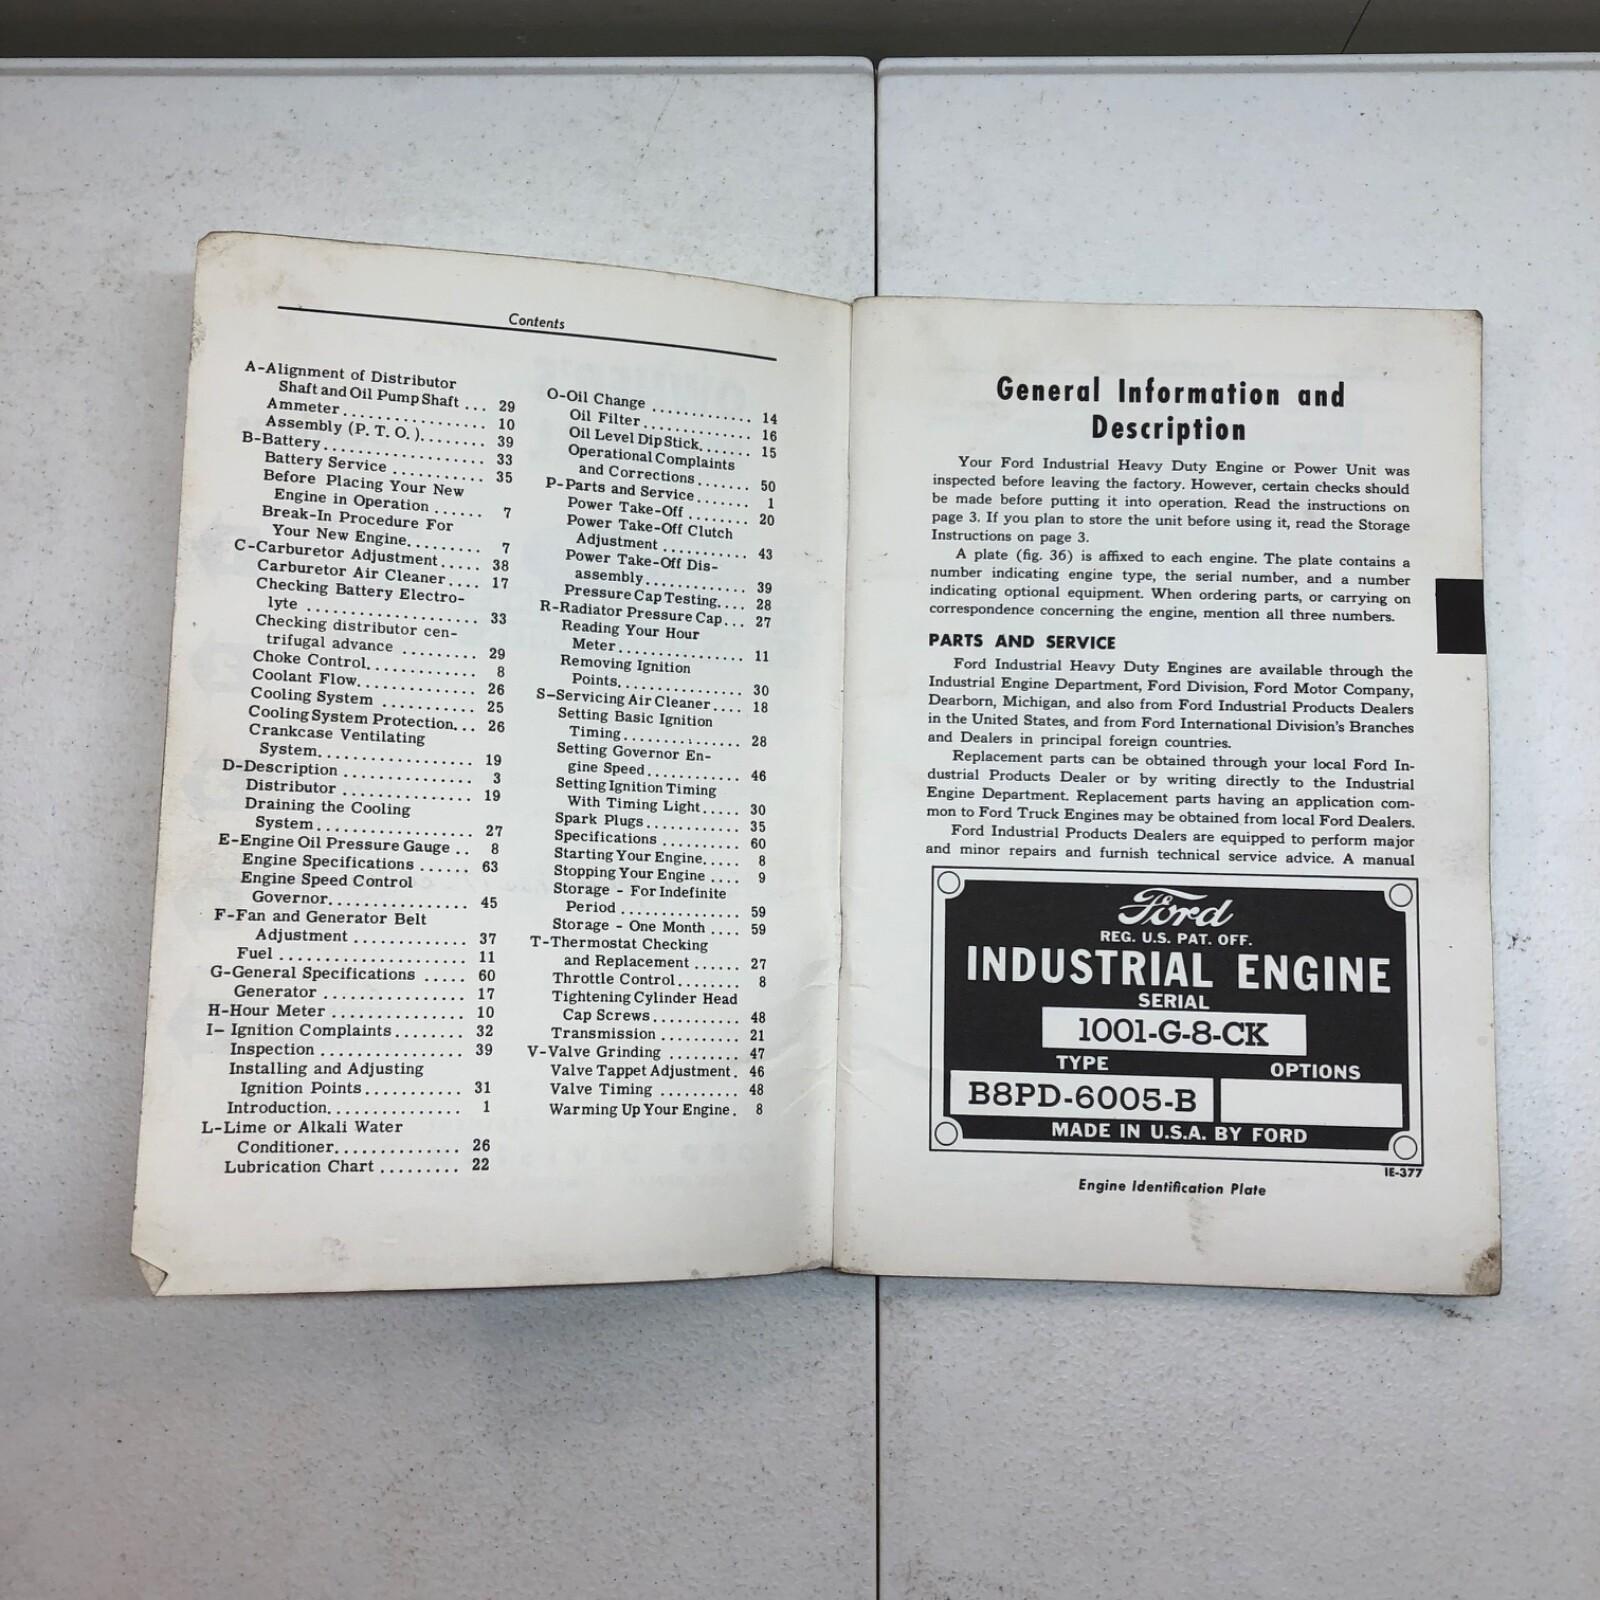 Contents
A-Alignment of Distributor
Shaft and Oil Pump Shaft ... 29
Ammeter .................. 10
Assembly (P. T. O.)........ 39
B-Battery.................... 33
Battery Service .......... 35
Before Placing Your New
Engine in Operation ...... 7
Break-In Procedure For
Your New Engine......... 7
C-Carburetor Adjustment..... 38
Carburetor Air Cleaner.... 17
Checking Battery Electro-
lyte .................... 33
Checking distributor cen-
trifugal advance ......... 29
Choke Control............. 8
Coolant Flow.............. 26
Cooling System ........... 25
Cooling System Protection... 26
Crankcase Ventilating
System.................. 19
D-Description ............... 3
Distributor ............... 19
Draining the Cooling
System.................. 27
E-Engine Oil Pressure Gauge .. 8
Engine Specifications ...... 63
Engine Speed Control
Governor................ 45
F-Fan and Generator Belt
Adjustment ............. 37
Fuel ...................... 11
G-General Specifications ..... 60
Generator ................ 17
H-Hour Meter ............... 10
I- Ignition Complaints........ 32
Inspection ................ 39
Installing and Adjusting
Ignition Points........... 31
Introduction............... 1
L-Lime or Alkali Water
Conditioner.............. 26
Lubrication Chart ......... 22
O-Oil Change ............. 14
Oil Filter.............. 16
Oil Level Dip Stick....... 15
Operational Complaints
and Corrections....... 50
P-Parts and Service....... 1
Power Take-Off ........ 20
Power Take-Off Clutch
Adjustment ........... 43
Power Take-Off Dis-
assembly............. 39
Pressure Cap Testing.... 28
R-Radiator Pressure Cap... 27
Reading Your Hour
Meter................ 11
Removing Ignition
Points................ 30
S-Servicing Air Cleaner.... 18
Setting Basic Ignition
Timing............... 28
Setting Governor En-
gine Speed............ 46
Setting Ignition Timing
With Timing Light..... 30
Spark Plugs............. 35
Specifications ........... 60
Starting Your Engine..... 8
Stopping Your Engine .... 9
Storage - For Indefinite
Period ............... 59
Storage - One Month .... 59
T-Thermostat Checking
and Replacement ...... 27
Throttle Control........ 8
Tightening Cylinder Head
Cap Screws........... 48
Transmission .......... 21
V-Valve Grinding ......... 47
Valve Tappet Adjustment. 46
Valve Timing .......... 48
Warming Up Your Engine. 8
General Information and
Description
Your Ford Industrial Heavy Duty Engine or Power Unit was
inspected before leaving the factory. However, certain checks should
be made before putting it into operation. Read the instructions on
page 3. If you plan to store the unit before using it, read the Storage
Instructions on page 3.
A plate (fig. 36) is affixed to each engine. The plate contains a
number indicating engine type, the serial number, and a number
indicating optional equipment. When ordering parts, or carrying on
correspondence concerning the engine, mention all three numbers.
PARTS AND SERVICE
Ford Industrial Heavy Duty Engines are available through the
Industrial Engine Department, Ford Division, Ford Motor Company,
Dearborn, Michigan, and also from Ford Industrial Products Dealers
in the United States, and from Ford International Division's Branches
and Dealers in principal foreign countries.
Replacement parts can be obtained through your local Ford In-
dustrial Products Dealer or by writing directly to the Industrial
Engine Department. Replacement parts having an application com-
mon to Ford Truck Engines may be obtained from local Ford Dealers.
Ford Industrial Products Dealers are equipped to perform major
and minor repairs and furnish technical service advice. A manual
Ford
REG. U.S. PAT. OFF.
INDUSTRIAL ENGINE
SERIAL
1001-G-8-CK
TYPE OPTIONS
B8PD-6005-B
MADE IN U.S.A. BY FORD
IE-377
Engine Identification Plate